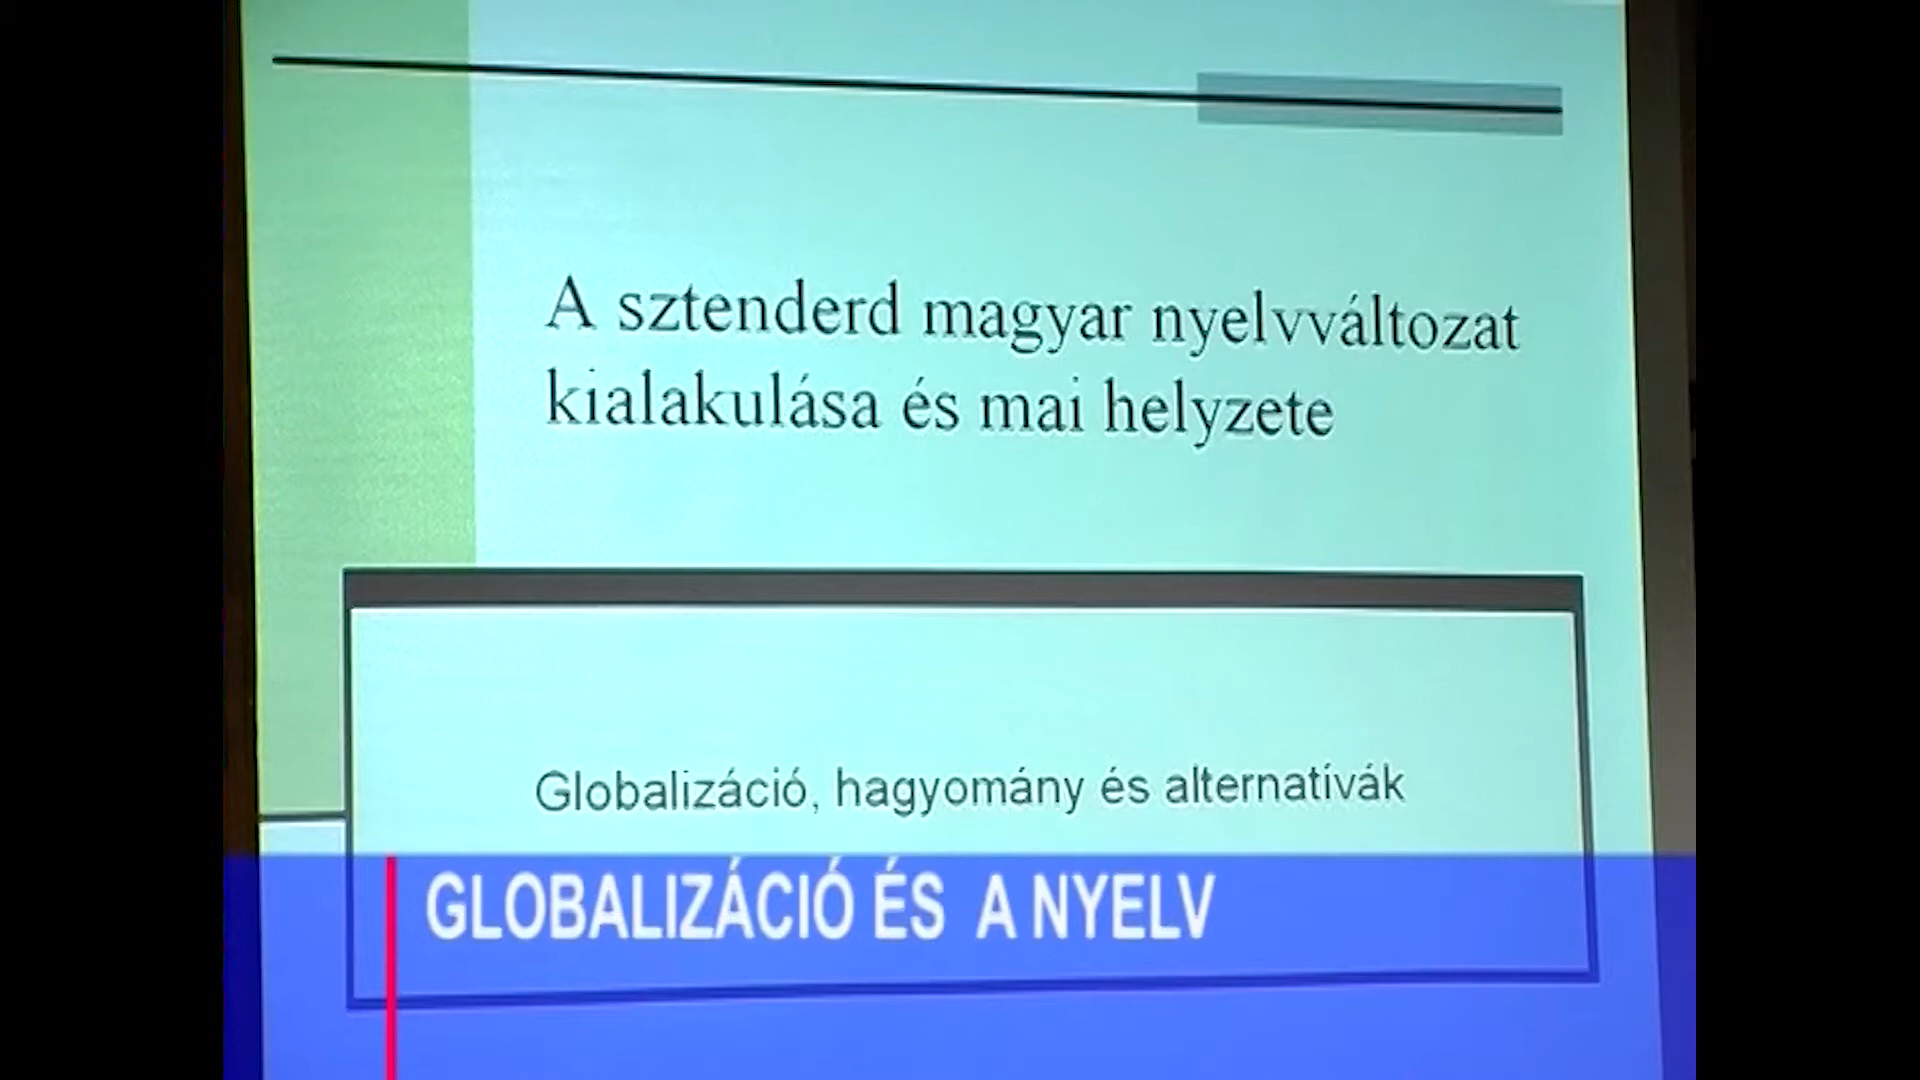 A sztenderd magyar nyelvváltozat
kialakulása és mai helyzete
Globalizáció, hagyomány és alternatívák
GLOBALIZÁCIÓ ÉS A NYELV